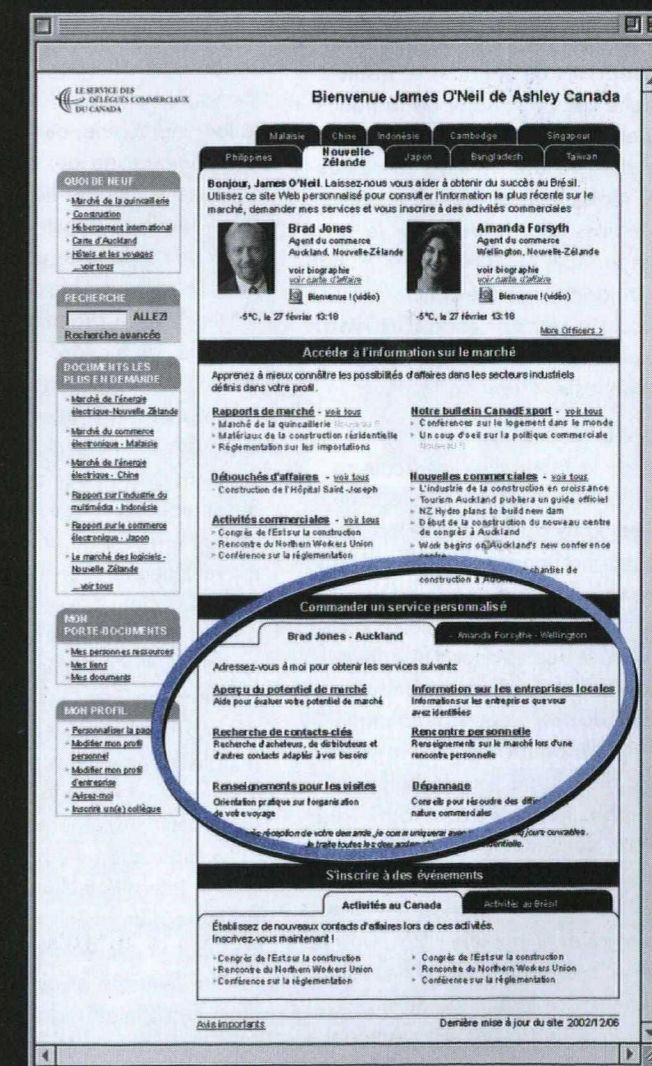 LE SERVICE DES
DÉLÉGUÉS COMMERCIAUX
DU CANADA
Bienvenue James O'Neil de Ashley Canada
Malaisie Chine Indonésie Cambodge Singapour
Philippines Nouvelle-Zélande Japon Bangladesh Taiwan
QUOI DE NEUF
Marché de la quincaillerie
Construction
Hébergement international
Carte d'Auckland
Hôtels et les voyages
...voir tous
RECHERCHE
ALLEZ!
Recherche avancée
DOCUMENTS LES
PLUS EN DEMANDE
Marché de l'énergie
électrique-Nouvelle Zélande
Marché du commerce
électronique - Malaisie
Marché de l'énergie
électrique - Chine
Rapport sur l'industrie du
multimédia - Indonésie
Rapport sur le commerce
électronique - Japon
Le marché des logiciels -
Nouvelle Zélande
...voir tous
MON
PORTE-DOCUMENTS
Mes personnes ressources
Mes liens
Mes documents
MON PROFIL
Personnaliser la
Modifier mon profil
personnel
Modifier mon profil
d'entreprise
Avisez-moi
Inscrire un(e) collègue
Bonjour, James O'Neil. Laissez-nous vous aider à obtenir du succès au Brésil.
Utilisez ce site Web personnalisé pour consulter l'information la plus récente sur le
marché, demander mes services et vous inscrire à des activités commerciales
Brad Jones
Agent du commerce
Auckland, Nouvelle-Zélande
voir biographie
voir carte d'affaire
Bienvenue ! (vidéo)
-5°C, le 27 février 13:18
Amanda Forsyth
Agent du commerce
Wellington, Nouvelle-Zélande
voir biographie
voir carte d'affaire
Bienvenue ! (vidéo)
-5°C, le 27 février 13:18
More Officers >
Accéder à l'information sur le marché
Apprenez à mieux connaître les possibilités d'affaires dans les secteurs industriels
définis dans votre profil.
Rapports de marché - voir tous
Marché de la quincaillerie Nouveau !
Matériaux de la construction résidentielle
Réglementation sur les importations
Débouchés d'affaires - voir tous
Construction de l'Hôpital Saint-Joseph
Activités commerciales - voir tous
Congrès de l'Est sur la construction
Rencontre du Northern Workers Union
Conférence sur la réglementation
Notre bulletin CanadExport - voir tous
Conférences sur le logement dans le monde
Un coup d'oeil sur la politique commerciale
Nouveau !
Nouvelles commerciales - voir tous
L'industrie de la construction en croissance
Tourism Auckland publiera un guide officiel
NZ Hydro plans to build new dam
Début de la construction du nouveau centre
de congrès à Auckland
Work begins on Auckland's new conference
centre
chantier de
construction à
Commander un service personnalisé
Brad Jones - Auckland Amanda Forsythe - Wellington
Adressez-vous à moi pour obtenir les services suivants:
Aperçu du potentiel de marché
Aide pour évaluer votre potentiel de marché
Information sur les entreprises locales
Information sur les entreprises que vous
avez identifiées
Recherche de contacts-clés
Recherche d'acheteurs, de distributeurs et
d'autres contacts adaptés à vos besoins
Rencontre personnelle
Renseignements sur le marché lors d'une
rencontre personnelle
Renseignements pour les visites
Orientation pratique sur l'organisation
de votre voyage
Dépannage
Conseils pour résoudre des
nature commerciales
réception de votre demande, je communiquerai jours ouvrables.
Je traite toutes les demandes
S'inscrire à des événements
Activités au Canada Activités au Brésil
Établissez de nouveaux contacts d'affaires lors de ces activités.
Inscrivez-vous maintenant !
Congrès de l'Est sur la construction
Rencontre du Northern Workers Union
Conférence sur la réglementation
Congrès de l'Est sur la construction
Rencontre du Northern Workers Union
Conférence sur la réglementation
Avis importants
Dernière mise à jour du site: 2002/12/06